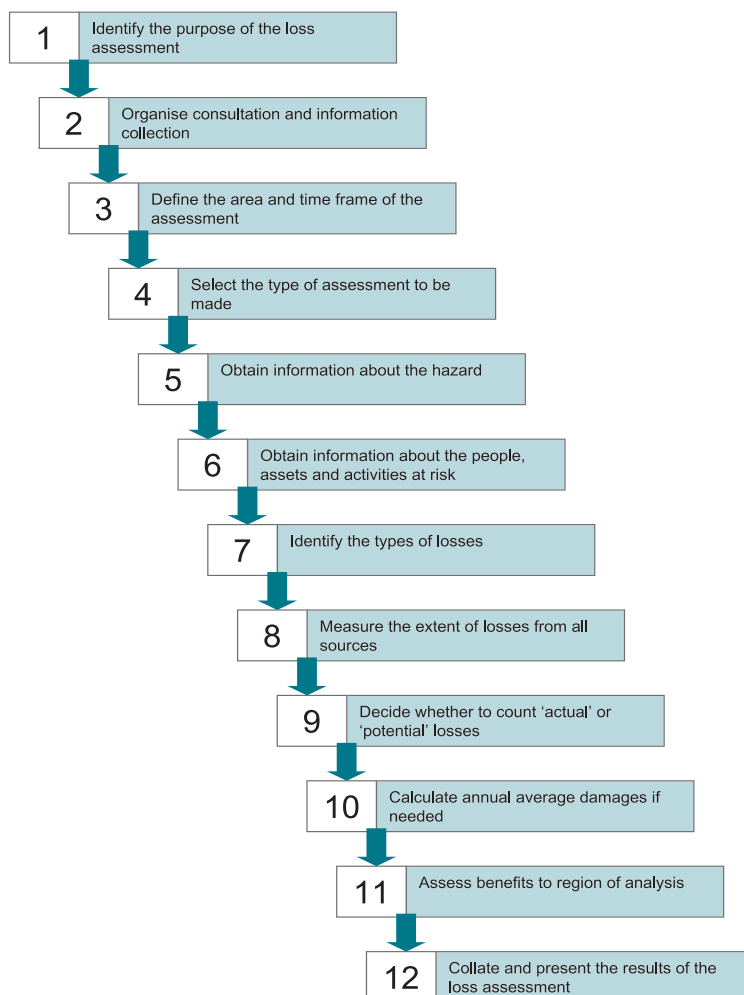 1
Identify the purpose of the loss
assessment
2
Organise consultation and information
collection
3
Define the area and time frame of the
assessment
4
Select the type of assessment to be
made
5
Obtain information about the hazard
6
Obtain information about the people,
assets and activities at risk
7
Identify the types of losses
8
Measure the extent of losses from all
sources
9
Decide whether to count ‘actual’ or
‘potential’ losses
10
Calculate annual average damages if
needed
11
Assess benefits to region of analysis
12
Collate and present the results of the
loss assessment